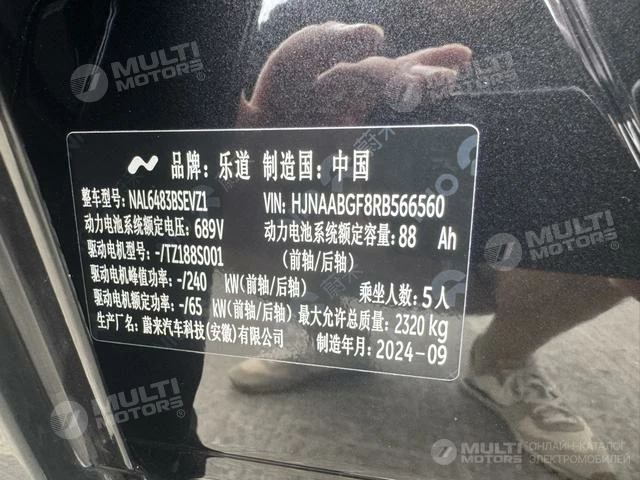 MULTI
MOTORS®
MULTI
MOTORS®
品牌: 乐道 制造国: 中国
整车型号: NAL6483BSEVZ1 VIN: HJNAABGF8RB566560
动力电池系统额定电压: 689V 动力电池系统额定容量: 88 Ah
驱动电机型号: -/TZ188S001 (前轴/后轴)
驱动电机峰值功率: -/240 kW(前轴/后轴) 乘坐人数: 5人
驱动电机额定功率: -/65 kW(前轴/后轴) 最大允许总质量: 2320 kg
生产厂名: 蔚来汽车科技(安徽)有限公司 制造年月: 2024-09
MULTI
MOTORS®
MULTI
MOTORS
ОНЛАЙН-КАТАЛОГ
ЭЛЕКТРОМОБИЛЕЙ